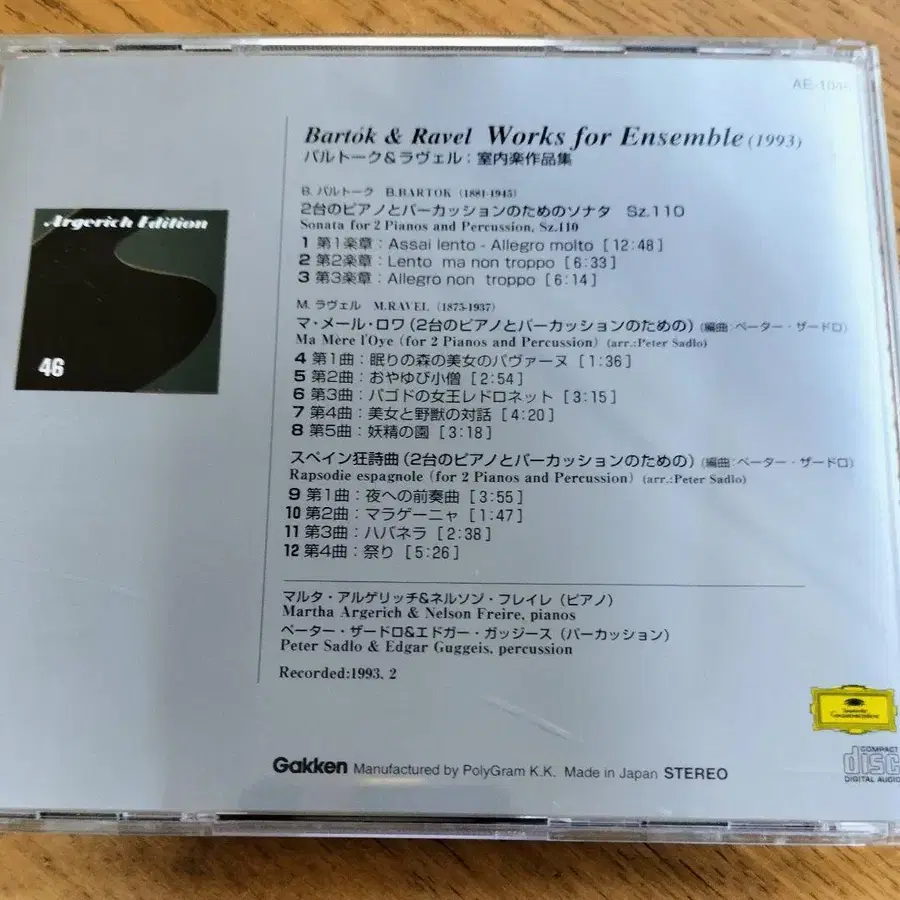 AE-1046
Bartók & Ravel Works for Ensemble (1993)
バルトーク&ラヴェル：室内楽作品集
B. バルトーク B.BARTÓK (1881-1945)
2台のピアノとパーカッションのためのソナタ Sz.110
Sonata for 2 Pianos and Percussion, Sz.110
1 第1楽章：Assai lento - Allegro molto [12:48]
2 第2楽章：Lento ma non troppo [6:33]
3 第3楽章：Allegro non troppo [6:14]
M. ラヴェル M.RAVEL (1875-1937)
マ・メール・ロワ（2台のピアノとパーカッションのための）（編曲：ペーター・ザードロ）
Ma Mère l'Oye (for 2 Pianos and Percussion) (arr.:Peter Sadlo)
4 第1曲：眠りの森の美女のパヴァーヌ [1:36]
5 第2曲：おやゆび小僧 [2:54]
6 第3曲：パゴドの女王レドロネット [3:15]
7 第4曲：美女と野獣の対話 [4:20]
8 第5曲：妖精の園 [3:18]
スペイン狂詩曲（2台のピアノとパーカッションのための）（編曲：ペーター・ザードロ）
Rapsodie espagnole (for 2 Pianos and Percussion) (arr.:Peter Sadlo)
9 第1曲：夜への前奏曲 [3:55]
10 第2曲：マラゲーニャ [1:47]
11 第3曲：ハバネラ [2:38]
12 第4曲：祭り [5:26]
マルタ・アルゲリッチ&ネルソン・フレイレ（ピアノ）
Martha Argerich & Nelson Freire, pianos
ペーター・ザードロ&エドガー・ガッジース（パーカッション）
Peter Sadlo & Edgar Guggeis, percussion
Recorded:1993. 2
Argerich Edition
46
Deutsche
Grammophon
COMPACT
disc
DIGITAL AUDIO
Gakken Manufactured by PolyGram K.K. Made in Japan STEREO